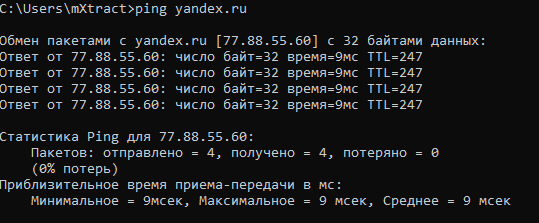 C:\Users\mXtract>ping yandex.ru
Обмен пакетами с yandex.ru [77.88.55.60] с 32 байтами данных:
Ответ от 77.88.55.60: число байт=32 время=9мс TTL=247
Ответ от 77.88.55.60: число байт=32 время=9мс TTL=247
Ответ от 77.88.55.60: число байт=32 время=9мс TTL=247
Ответ от 77.88.55.60: число байт=32 время=9мс TTL=247
Статистика Ping для 77.88.55.60:
Пакетов: отправлено = 4, получено = 4, потеряно = 0
(0% потерь)
Приблизительное время приема-передачи в мс:
Минимальное = 9мсек, Максимальное = 9 мсек, Среднее = 9 мсек